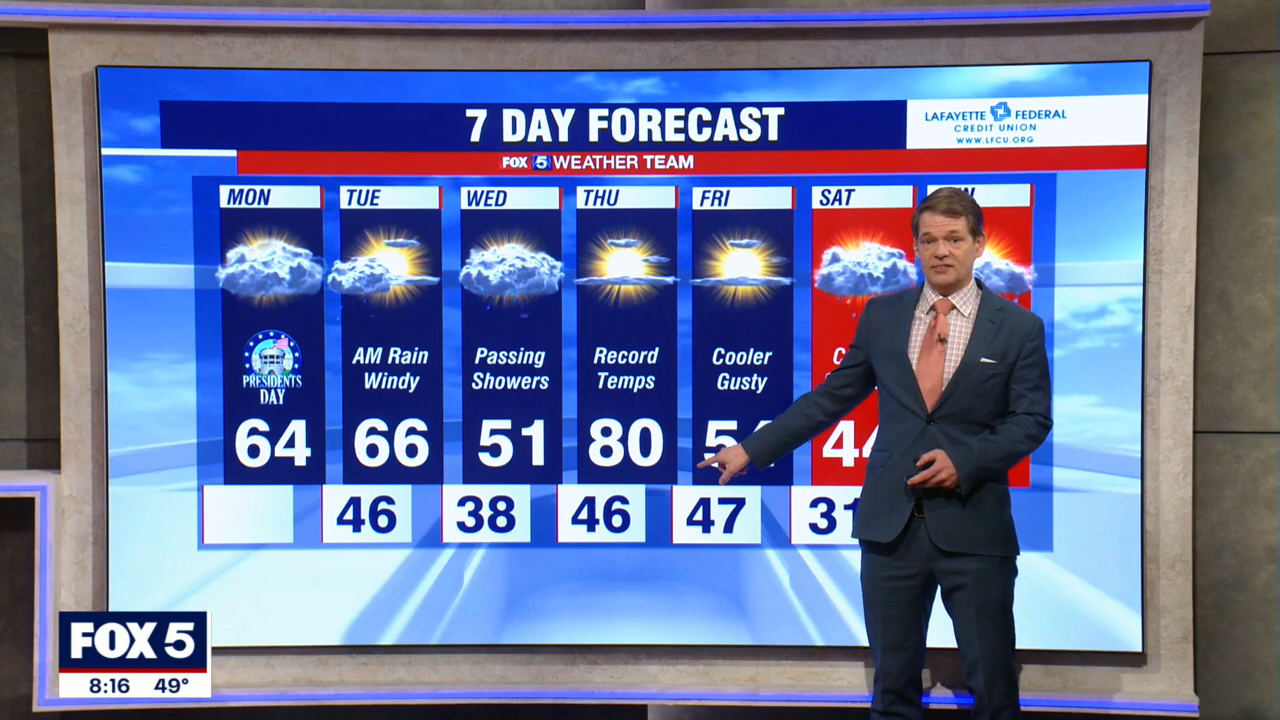 7 DAY FORECAST
LAFAYETTE FEDERAL
CREDIT UNION
WWW.LFCU.ORG
FOX 5 WEATHER TEAM
MON TUE WED THU FRI SAT
PRESIDENTS
DAY
AM Rain
Windy
Passing
Showers
Record
Temps
Cooler
Gusty
64 66 51 80
46 38 46 47 31
FOX 5
8:16 49°